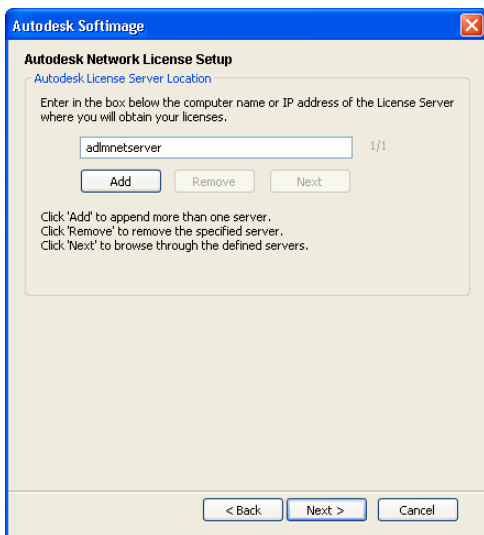 Autodesk Softimage
Autodesk Network License Setup
Autodesk License Server Location
Enter in the box below the computer name or IP address of the License Server
where you will obtain your licenses.
adlmnetserver
1/1
Add Remove Next
Click 'Add' to append more than one server.
Click 'Remove' to remove the specified server.
Click 'Next' to browse through the defined servers.
< Back Next > Cancel